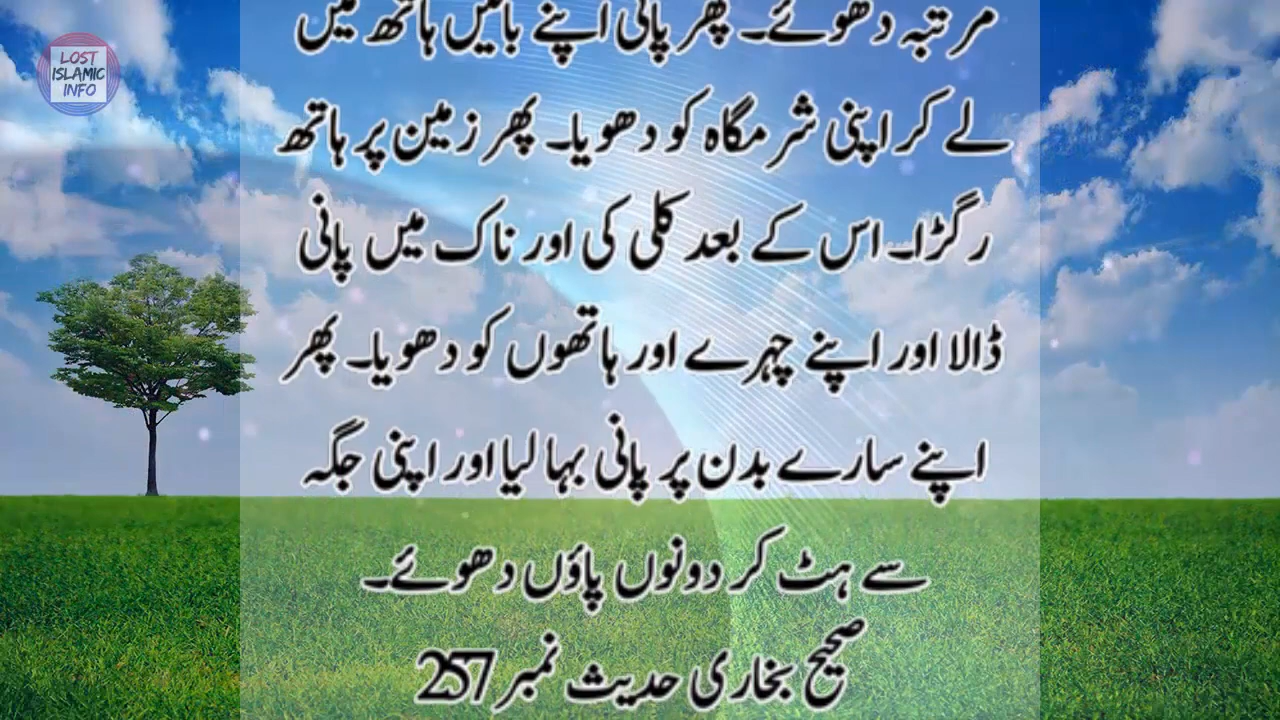 LOST
ISLAMIC
INFO
مرتبہ دھوئے۔ پھر پانی اپنے بائیں ہاتھ میں
لے کر اپنی شرمگاہ کو دھویا۔ پھر زمین پر ہاتھ
رگڑا۔ اس کے بعد کلی کی اور ناک میں پانی
ڈالا اور اپنے چہرے اور ہاتھوں کو دھویا۔ پھر
اپنے سارے بدن پر پانی بہا لیا اور اپنی جگہ
سے ہٹ کر دونوں پاؤں دھوئے۔
صحیح بخاری حدیث نمبر 257